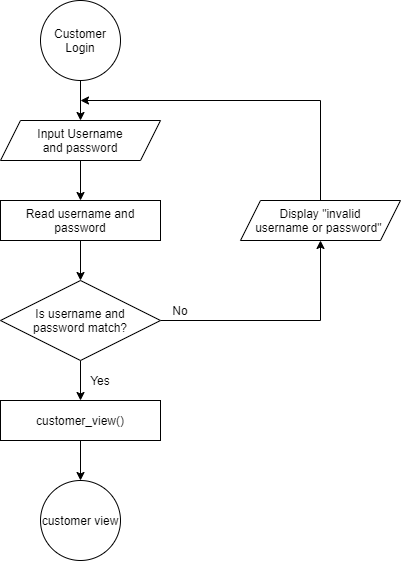 Customer
Login
Input Username
and password
Read username and
password
Display "invalid
username or password"
Is username and
password match?
No
Yes
customer_view()
customer view